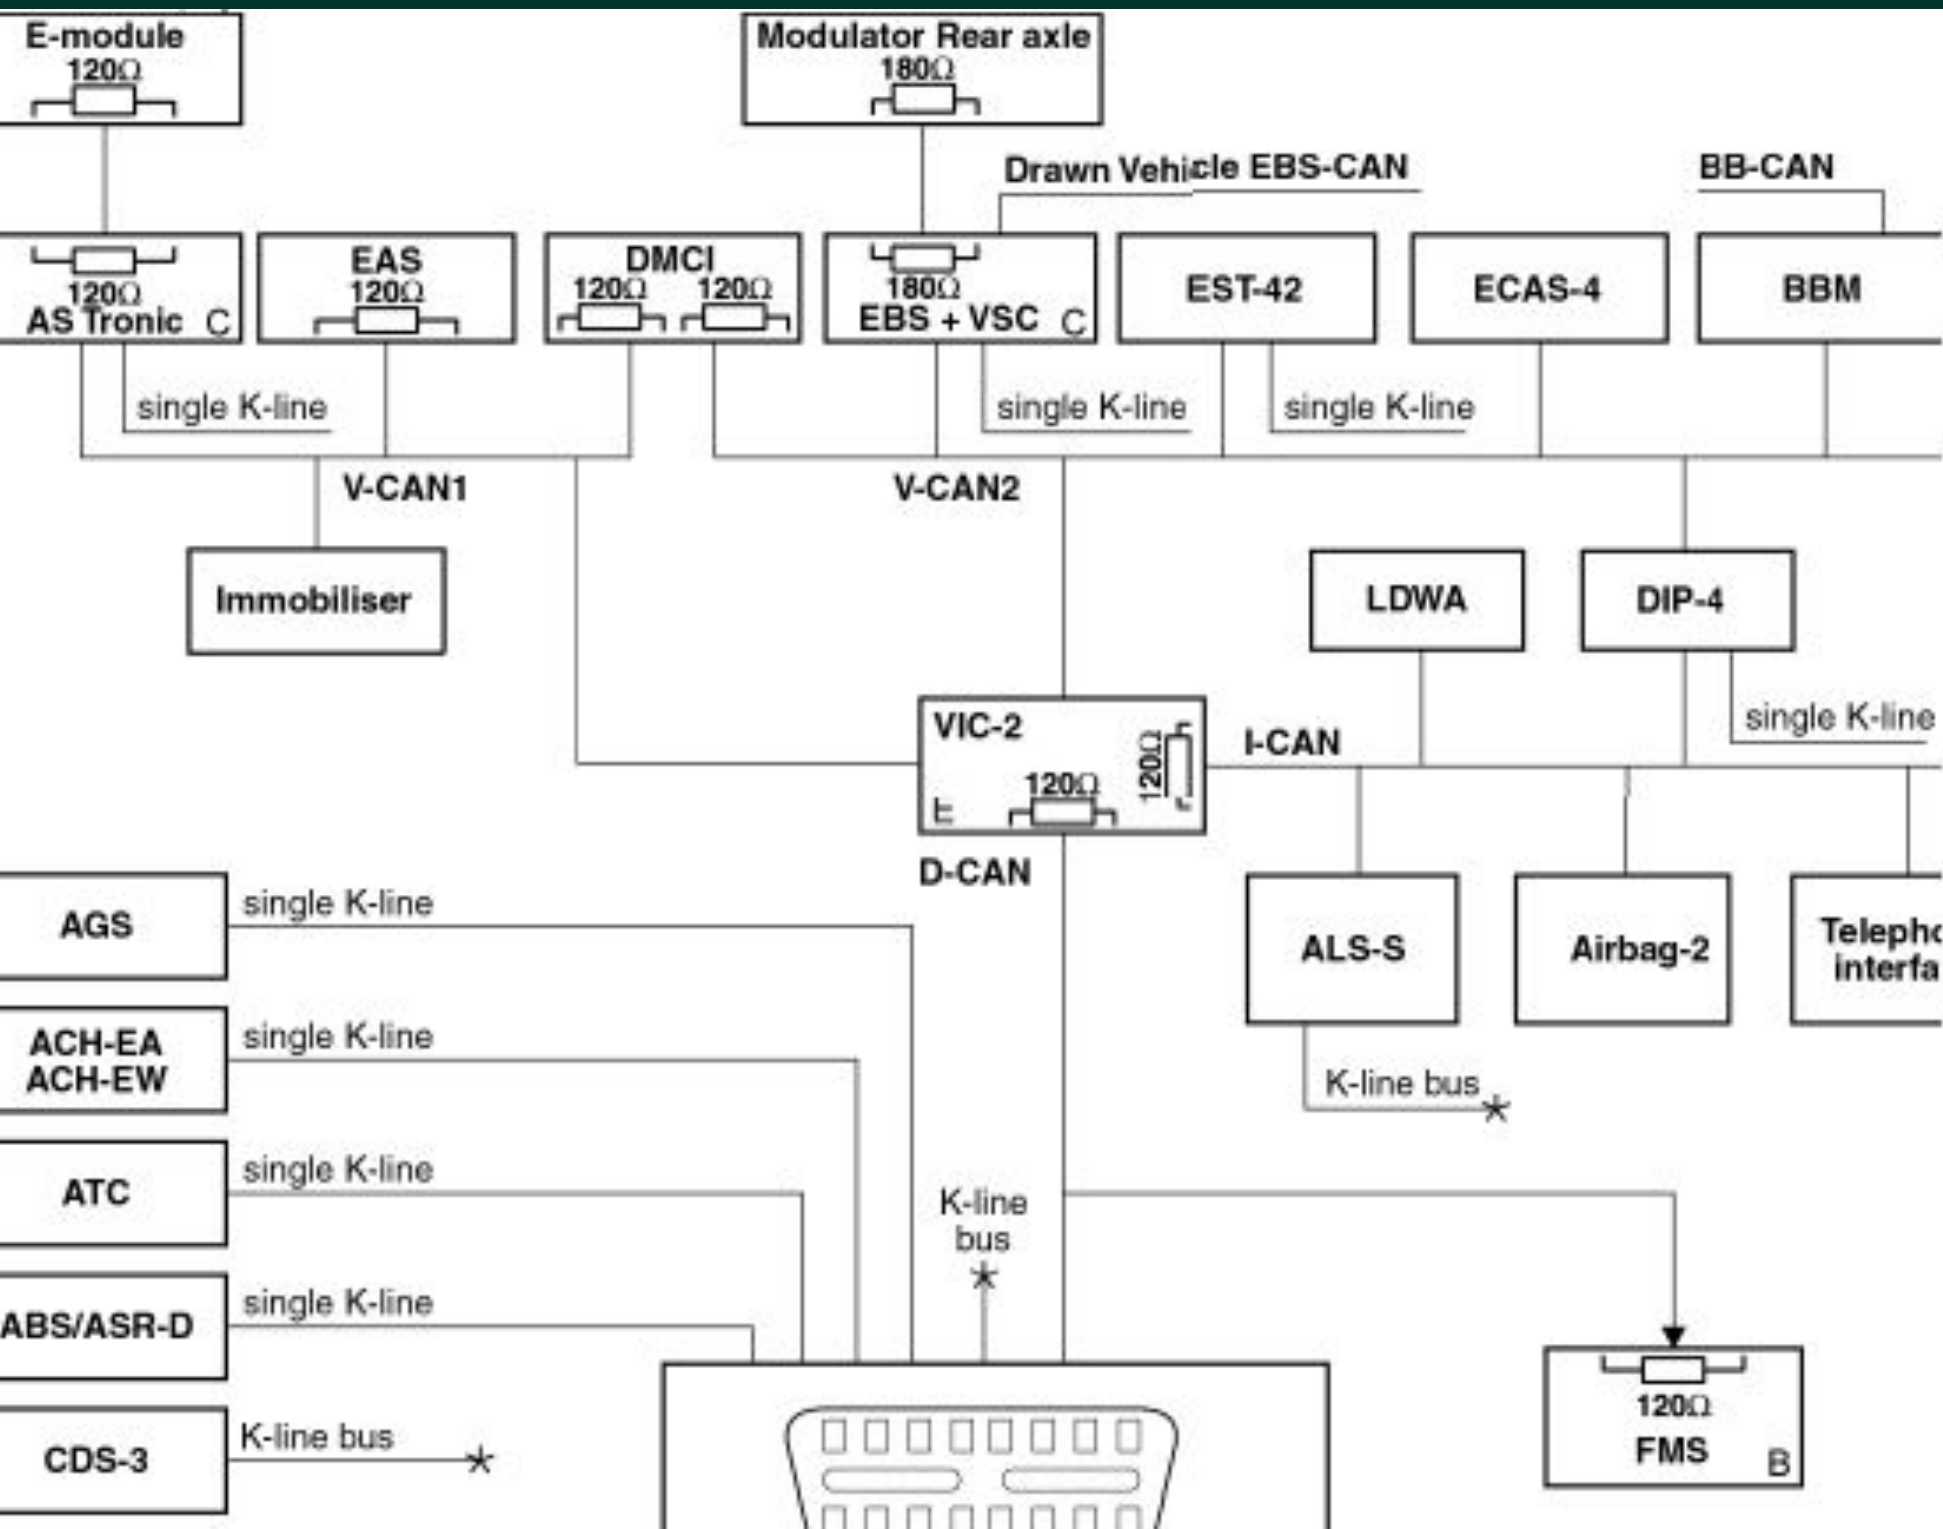 E-module
120Ω
Modulator Rear axle
180Ω
Drawn Vehicle EBS-CAN
BB-CAN
120Ω
AS Tronic C
EAS
120Ω
DMCI
120Ω 120Ω
180Ω
EBS + VSC C
EST-42
ECAS-4
BBM
single K-line
single K-line
single K-line
V-CAN1
V-CAN2
Immobiliser
LDWA
DIP-4
single K-line
VIC-2
120Ω
120Ω
E
I-CAN
D-CAN
AGS
single K-line
ALS-S
Airbag-2
Telepho
interfa
ACH-EA
ACH-EW
single K-line
K-line bus
ATC
single K-line
K-line
bus
ABS/ASR-D
single K-line
CDS-3
K-line bus
120Ω
FMS
B